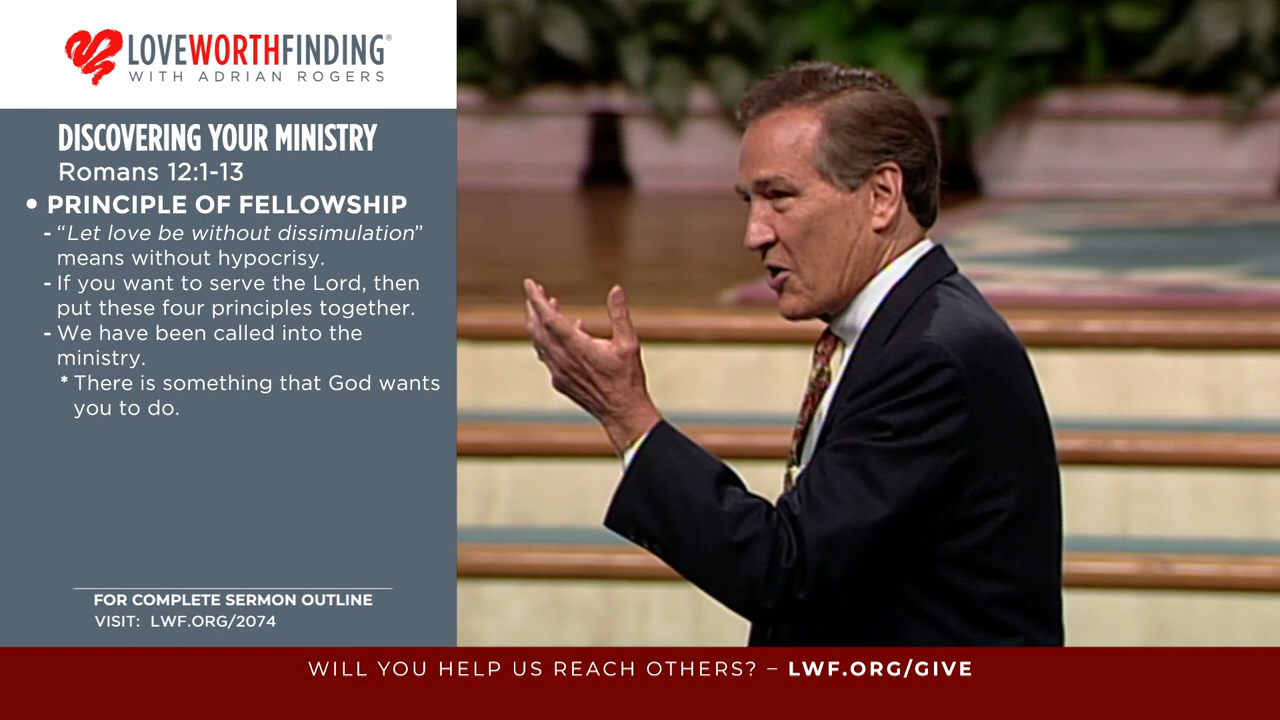 LOVEWORTHFINDING®
WITH ADRIAN ROGERS
DISCOVERING YOUR MINISTRY
Romans 12:1-13
• PRINCIPLE OF FELLOWSHIP
- “Let love be without dissimulation”
means without hypocrisy.
- If you want to serve the Lord, then
put these four principles together.
- We have been called into the
ministry.
* There is something that God wants
you to do.
FOR COMPLETE SERMON OUTLINE
VISIT: LWF.ORG/2074
WILL YOU HELP US REACH OTHERS? – LWF.ORG/GIVE